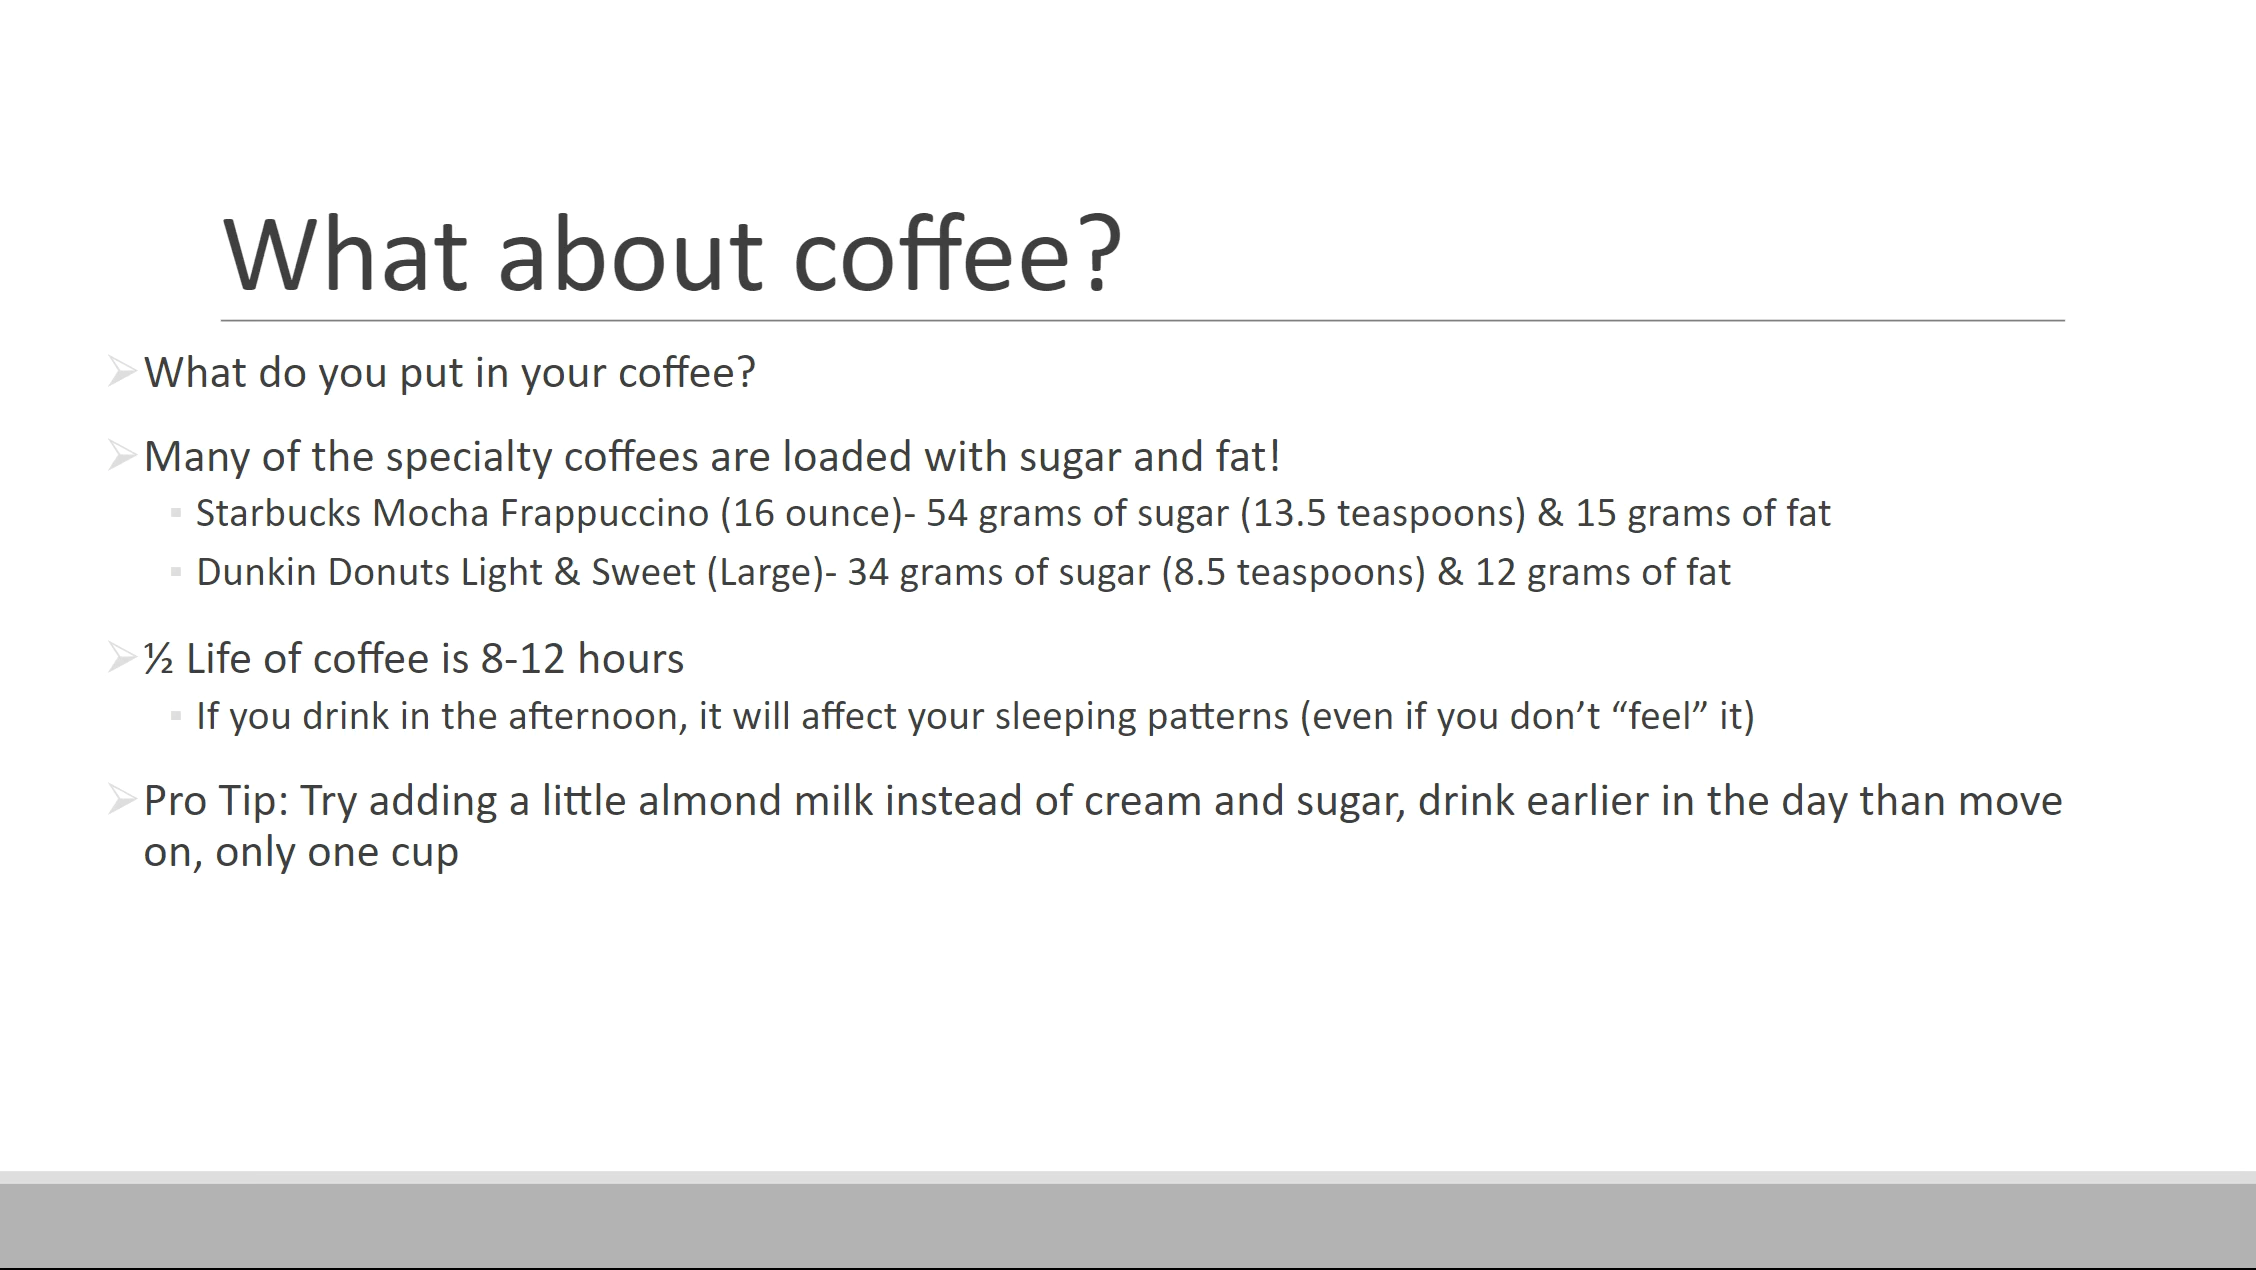 What about coffee?
What do you put in your coffee?
Many of the specialty coffees are loaded with sugar and fat!
Starbucks Mocha Frappuccino (16 ounce)- 54 grams of sugar (13.5 teaspoons) & 15 grams of fat
Dunkin Donuts Light & Sweet (Large)- 34 grams of sugar (8.5 teaspoons) & 12 grams of fat
½ Life of coffee is 8-12 hours
If you drink in the afternoon, it will affect your sleeping patterns (even if you don’t “feel” it)
Pro Tip: Try adding a little almond milk instead of cream and sugar, drink earlier in the day than move
on, only one cup